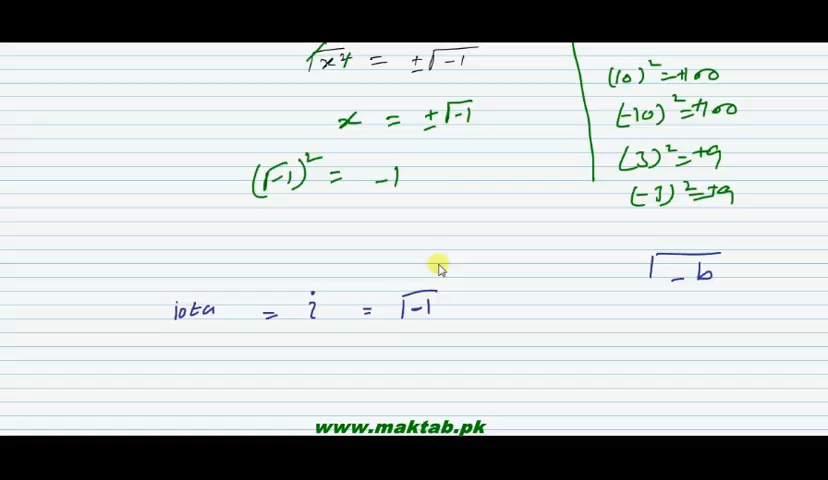 √x² = ±√-1
x = ±√-1
(√-1)² = -1
(10)² = +100
(-10)² = +100
(3)² = +9
(-3)² = +9
√-b
iota = i = √-1
www.maktab.pk